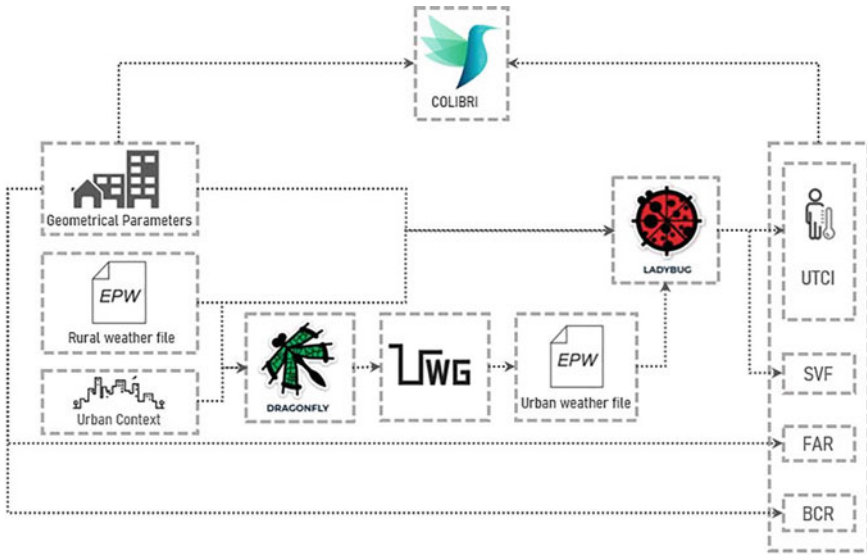 COLIBRI
Geometrical Parameters
LADYBUG
UTCI
EPW
Rural weather file
DRAGONFLY
UWG
EPW
Urban weather file
Urban Context
SVF
FAR
BCR